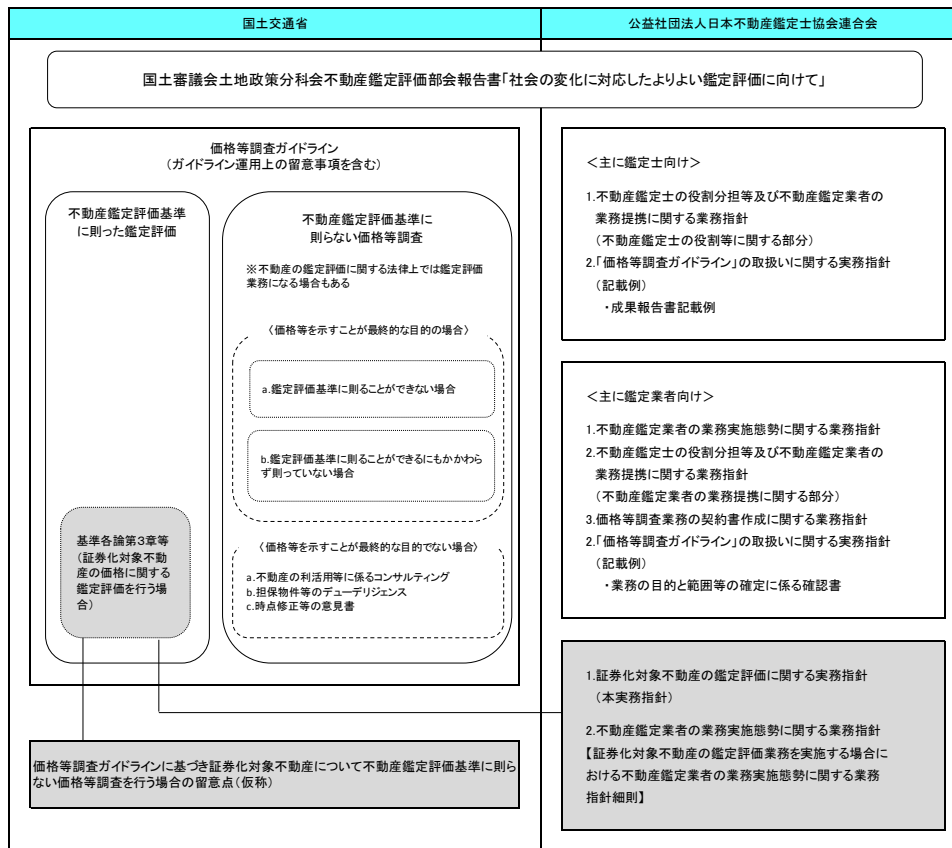 国土交通省
公益社団法人日本不動産鑑定士協会連合会
国土審議会土地政策分科会不動産鑑定評価部会報告書「社会の変化に対応したよりよい鑑定評価に向けて」
価格等調査ガイドライン
(ガイドライン運用上の留意事項を含む)
不動産鑑定評価基準
に則った鑑定評価
基準各論第3章等
(証券化対象不動
産の価格に関する
鑑定評価を行う場
合)
不動産鑑定評価基準に
則らない価格等調査
※不動産の鑑定評価に関する法律上では鑑定評価
業務になる場合もある
〈価格等を示すことが最終的な目的の場合〉
a.鑑定評価基準に則ることができない場合
b.鑑定評価基準に則ることができるにもかかわら
ず則っていない場合
〈価格等を示すことが最終的な目的でない場合〉
a.不動産の利活用等に係るコンサルティング
b.担保物件等のデューデリジェンス
c.時点修正等の意見書
価格等調査ガイドラインに基づき証券化対象不動産について不動産鑑定評価基準に則ら
ない価格等調査を行う場合の留意点(仮称)
<主に鑑定士向け>
1.不動産鑑定士の役割分担等及び不動産鑑定業者の
業務提携に関する業務指針
(不動産鑑定士の役割等に関する部分)
2.「価格等調査ガイドライン」の取扱いに関する実務指針
(記載例)
・成果報告書記載例
<主に鑑定業者向け>
1.不動産鑑定業者の業務実施態勢に関する業務指針
2.不動産鑑定士の役割分担等及び不動産鑑定業者の
業務提携に関する業務指針
(不動産鑑定業者の業務提携に関する部分)
3.価格等調査業務の契約書作成に関する業務指針
2.「価格等調査ガイドライン」の取扱いに関する実務指針
(記載例)
・業務の目的と範囲等の確定に係る確認書
1.証券化対象不動産の鑑定評価に関する実務指針
(本実務指針)
2.不動産鑑定業者の業務実施態勢に関する業務指針
【証券化対象不動産の鑑定評価業務を実施する場合に
おける不動産鑑定業者の業務実施態勢に関する業務
指針細則】